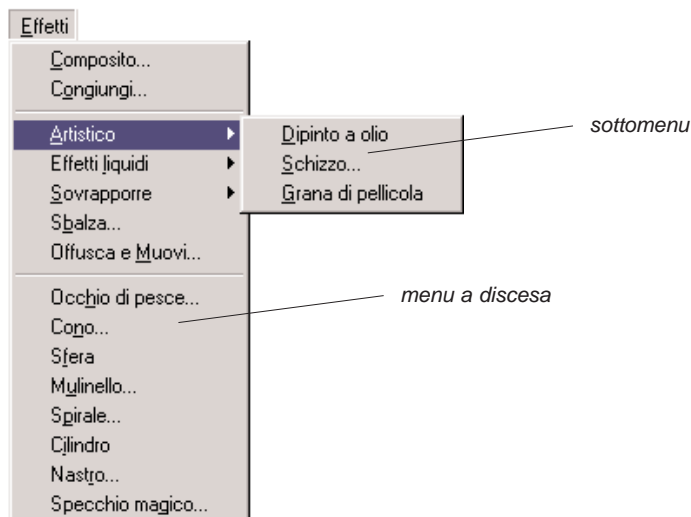 Effetti
Composito...
Congiungi...
Artistico
Effetti liquidi
Sovrapporre
Sbalza...
Offusca e Muovi...
Occhio di pesce...
Cono...
Sfera
Mulinello...
Spirale...
Cilindro
Nastro...
Specchio magico...
Dipinto a olio
Schizzo...
Grana di pellicola
sottomenu
menu a discesa